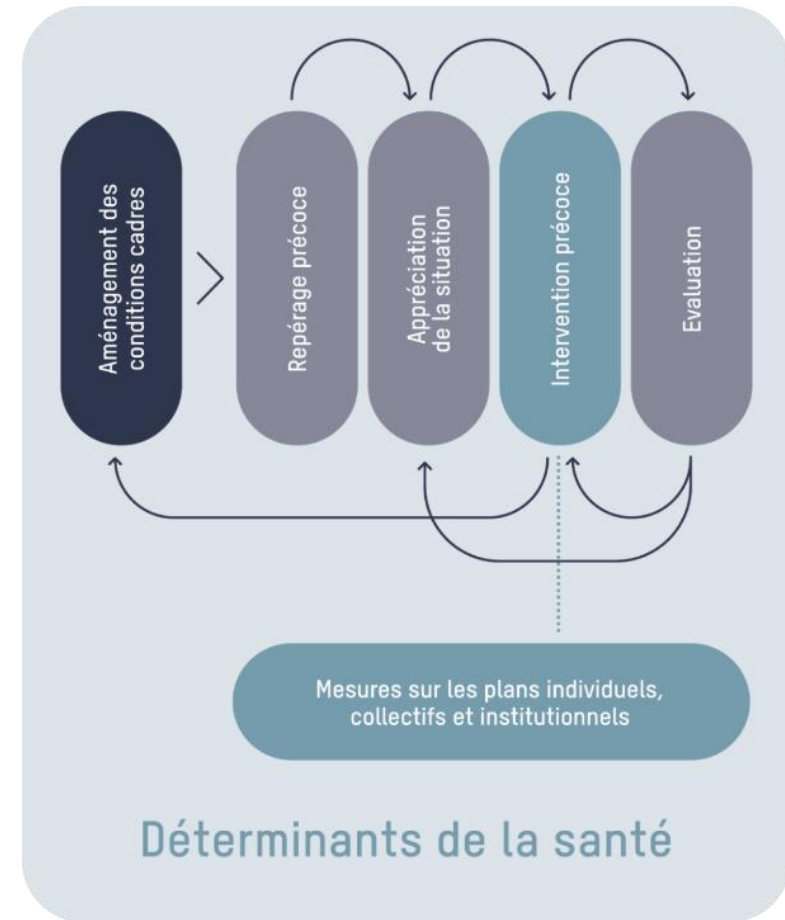 Aménagement des
conditions cadres
Repérage précoce
Appréciation
de la situation
Intervention précoce
Evaluation
Mesures sur les plans individuels,
collectifs et institutionnels
Déterminants de la santé